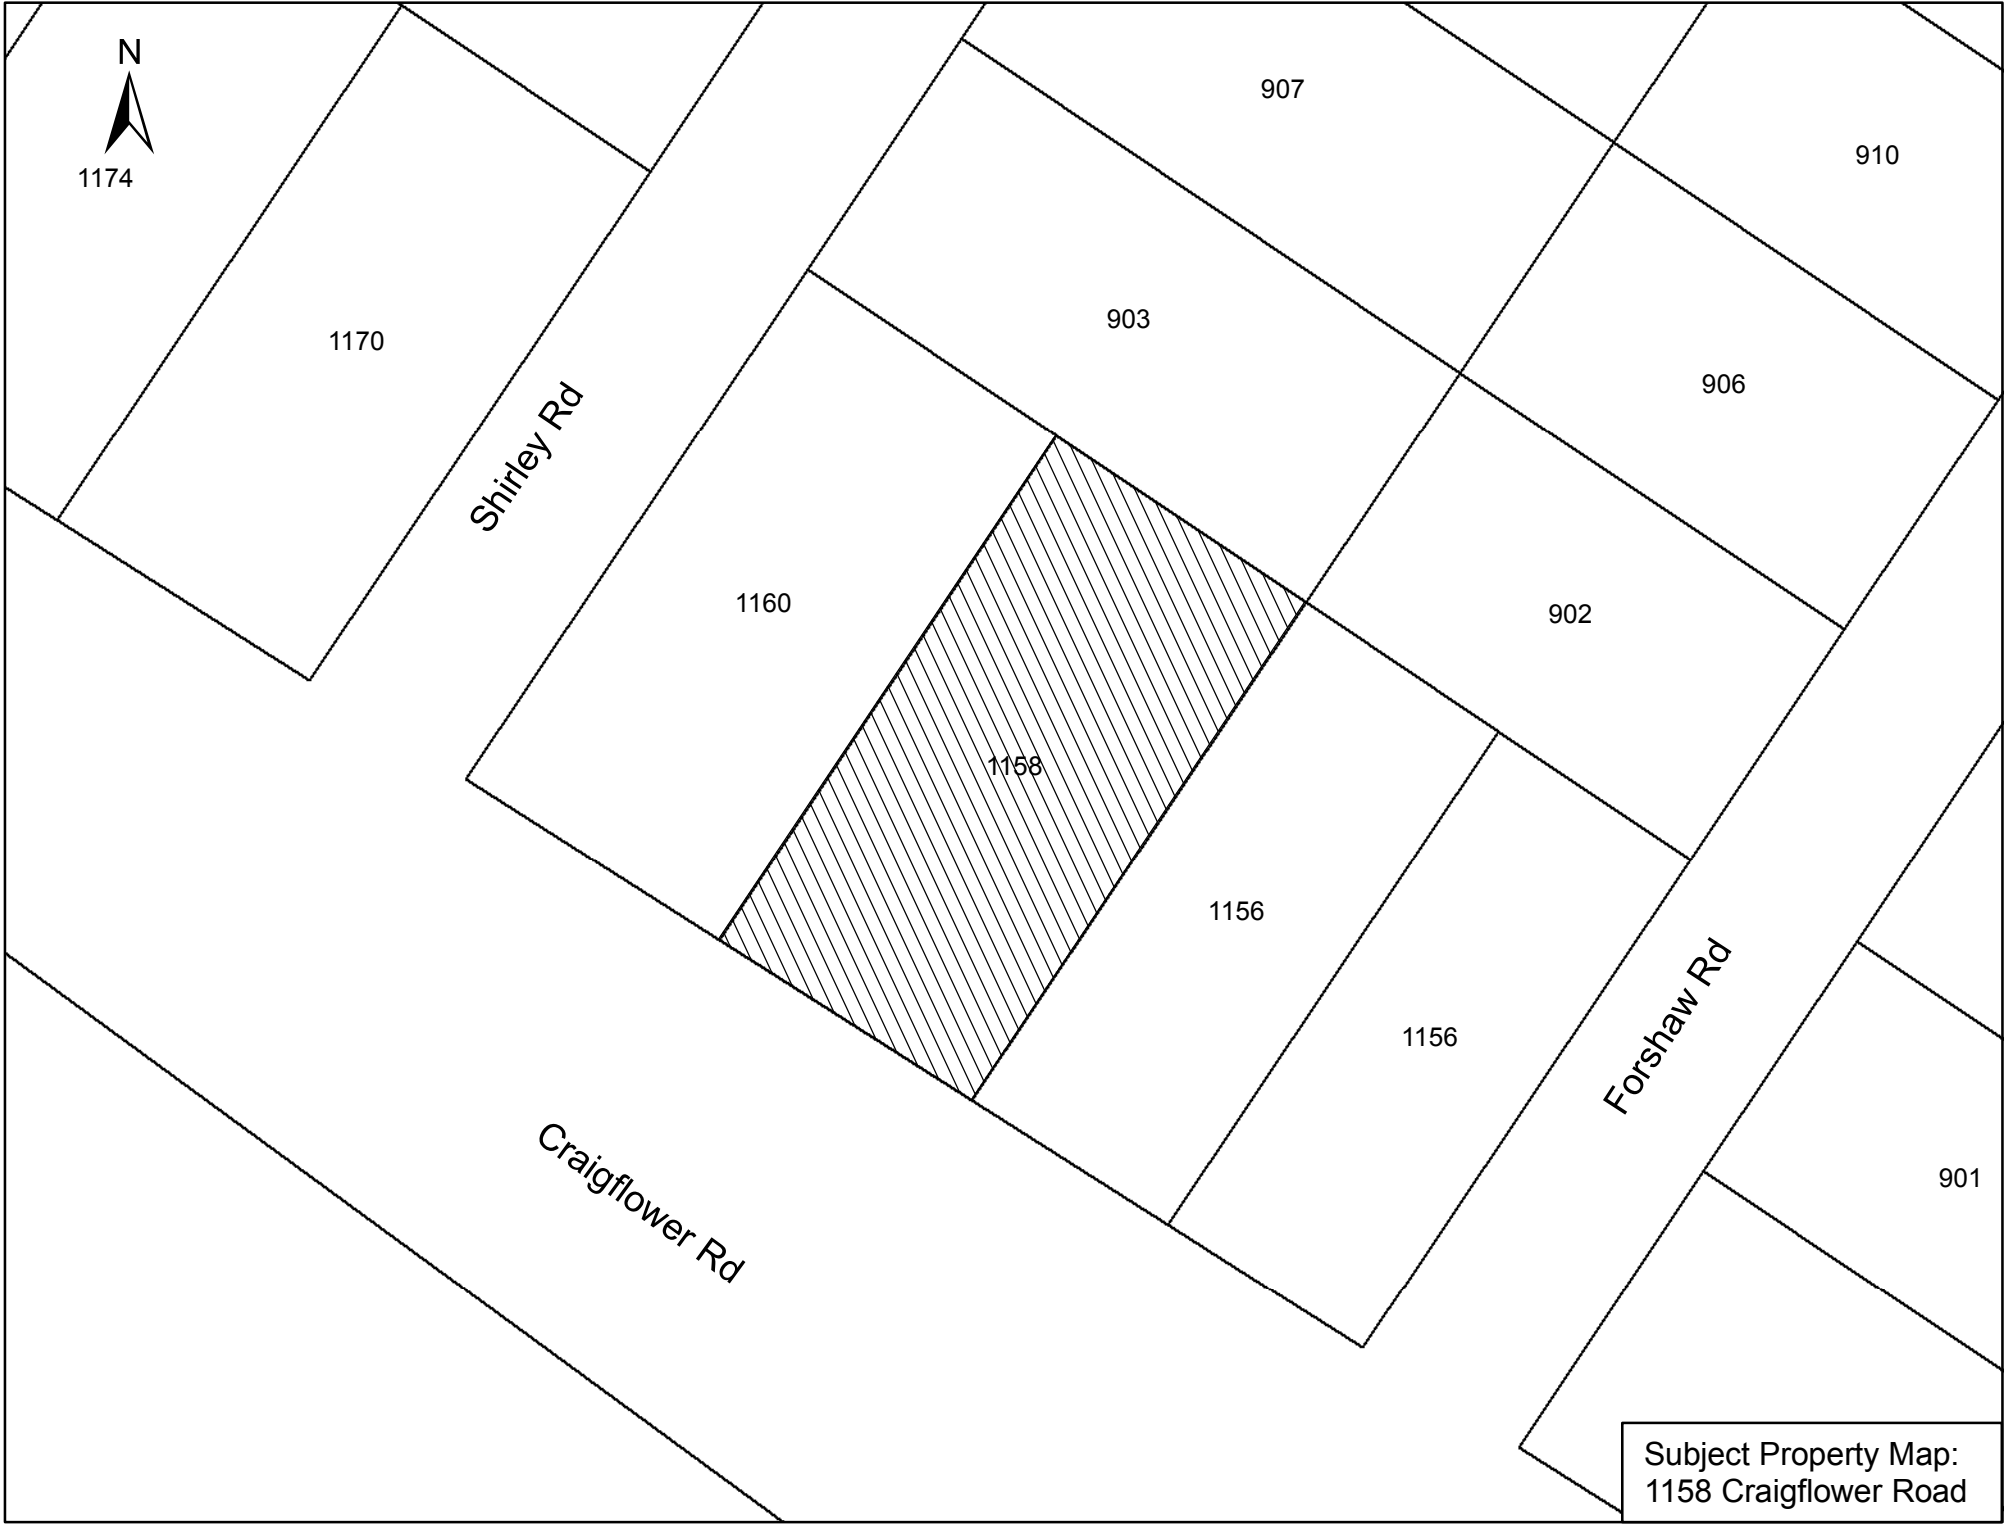 N
907
910
1174
903
1170
906
Shirley Rd
1160
902
1158
1156
1156
Forshaw Rd
Craigflower Rd
901
Subject Property Map:
1158 Craigflower Road